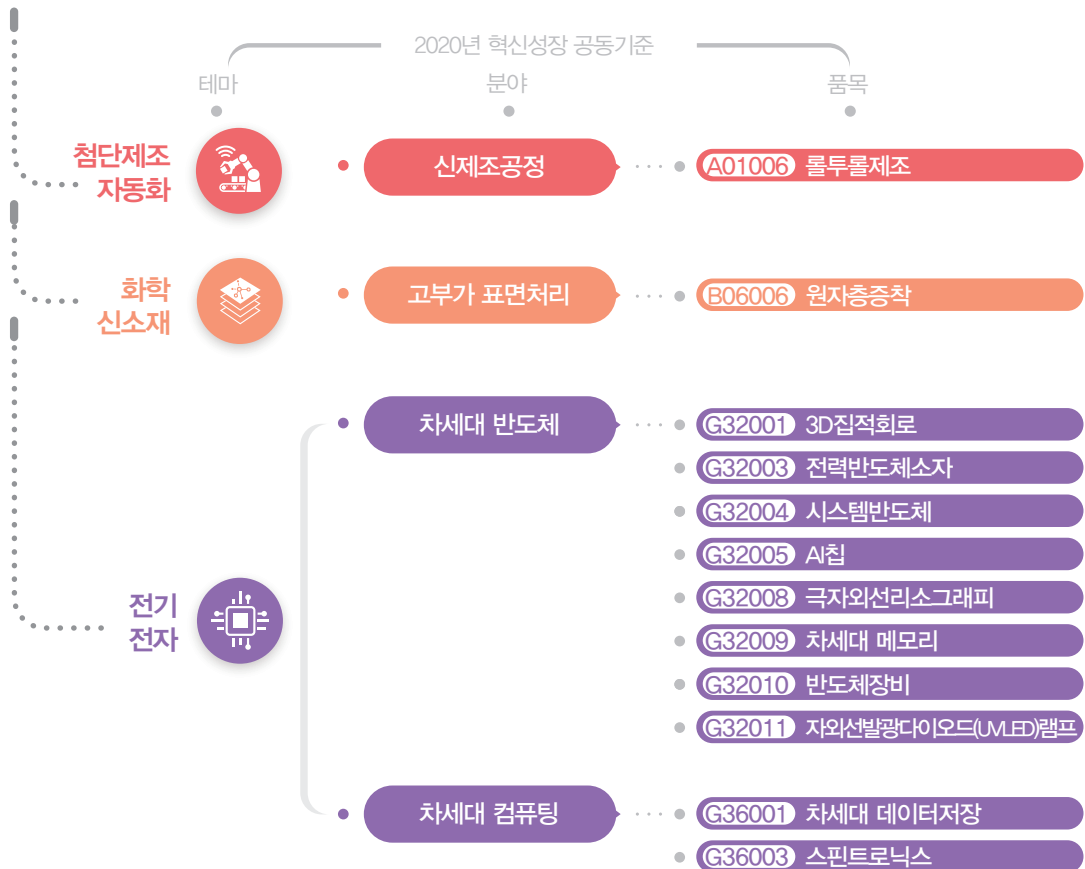 2020년 혁신성장 공동기준
테마
분야
품목
첨단제조
자동화
신제조공정
A01006 롤투롤제조
화학
신소재
고부가 표면처리
B06006 원자층증착
차세대 반도체
G32001 3D집적회로
G32003 전력반도체소자
G32004 시스템반도체
G32005 AI칩
G32008 극자외선리소그래피
전기
전자
G32009 차세대 메모리
G32010 반도체장비
G32011 자외선발광다이오드(UVLED)램프
차세대 컴퓨팅
G36001 차세대 데이터저장
G36003 스핀트로닉스